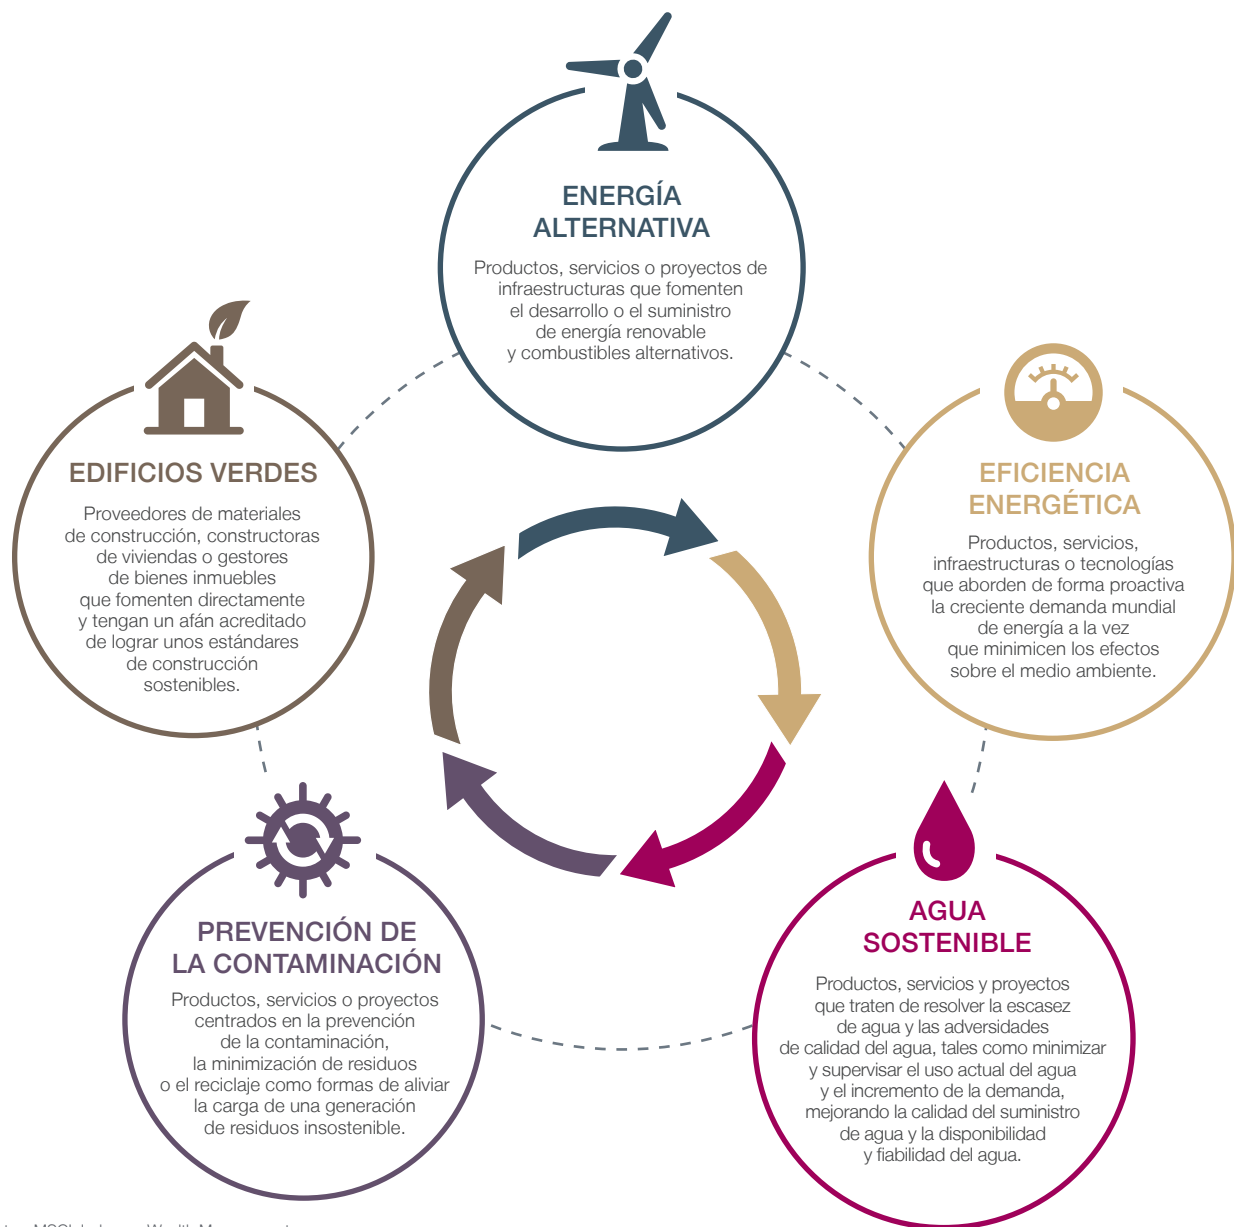 ENERGÍA
ALTERNATIVA
Productos, servicios o proyectos de
infraestructuras que fomenten
el desarrollo o el suministro
de energía renovable
y combustibles alternativos.
EDIFICIOS VERDES
Proveedores de materiales
de construcción, constructoras
de viviendas o gestores
de bienes inmuebles
que fomenten directamente
y tengan un afán acreditado
de lograr unos estándares
de construcción
sostenibles.
EFICIENCIA
ENERGÉTICA
Productos, servicios,
infraestructuras o tecnologías
que aborden de forma proactiva
la creciente demanda mundial
de energía a la vez
que minimicen los efectos
sobre el medio ambiente.
PREVENCIÓN DE
LA CONTAMINACIÓN
Productos, servicios o proyectos
centrados en la prevención
de la contaminación,
la minimización de residuos
o el reciclaje como formas de aliviar
la carga de una generación
de residuos insostenible.
AGUA
SOSTENIBLE
Productos, servicios y proyectos
que traten de resolver la escasez
de agua y las adversidades
de calidad del agua, tales como minimizar
y supervisar el uso actual del agua
y el incremento de la demanda,
mejorando la calidad del suministro
de agua y la disponibilidad
y fiabilidad del agua.